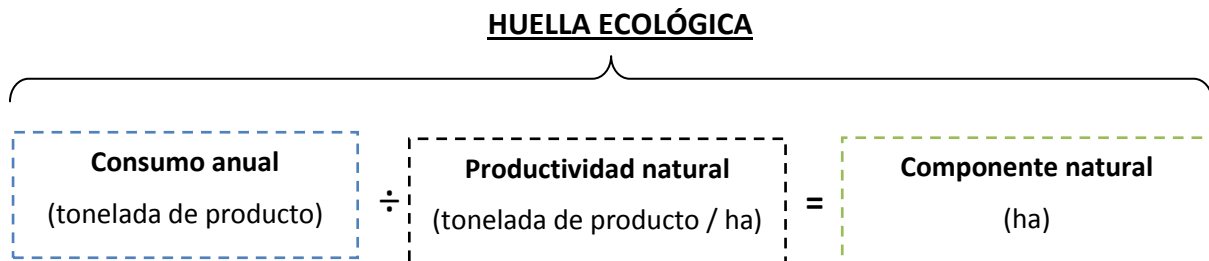 HUELLA ECOLÓGICA
Consumo anual
(tonelada de producto)
÷
Productividad natural
(tonelada de producto / ha)
=
Componente natural
(ha)